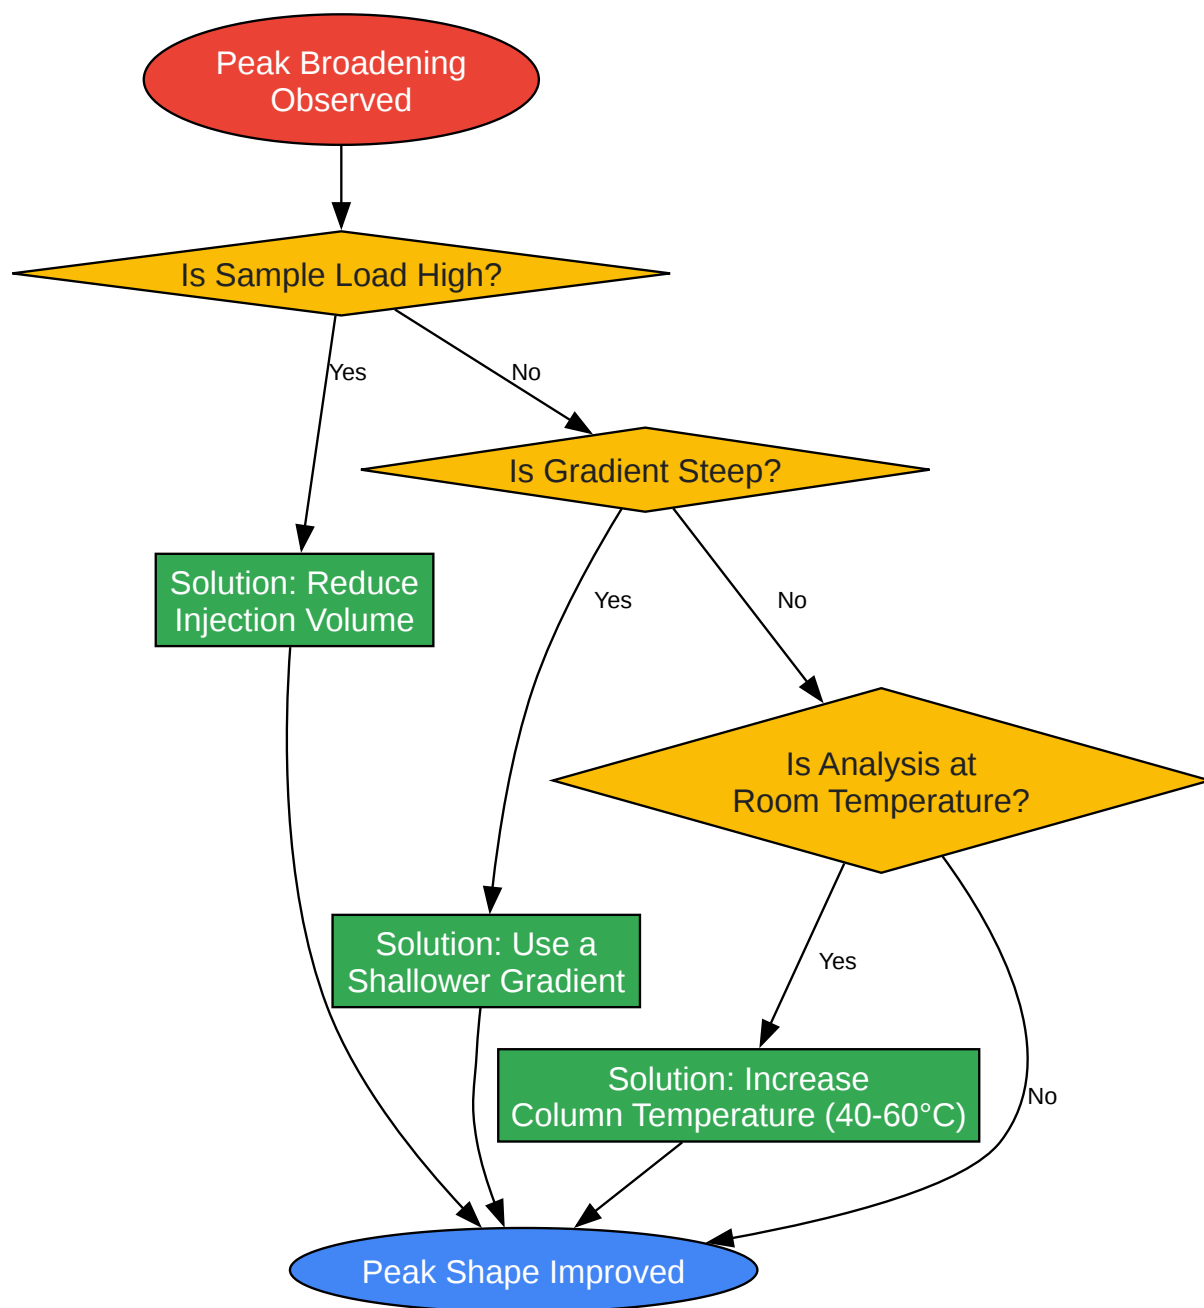 Peak Broadening
Observed
Is Sample Load High?
Yes
No
Is Gradient Steep?
Solution: Reduce
Injection Volume
Yes
No
Is Analysis at
Room Temperature?
Solution: Use a
Shallower Gradient
Yes
Solution: Increase
Column Temperature (40-60°C)
No
Peak Shape Improved